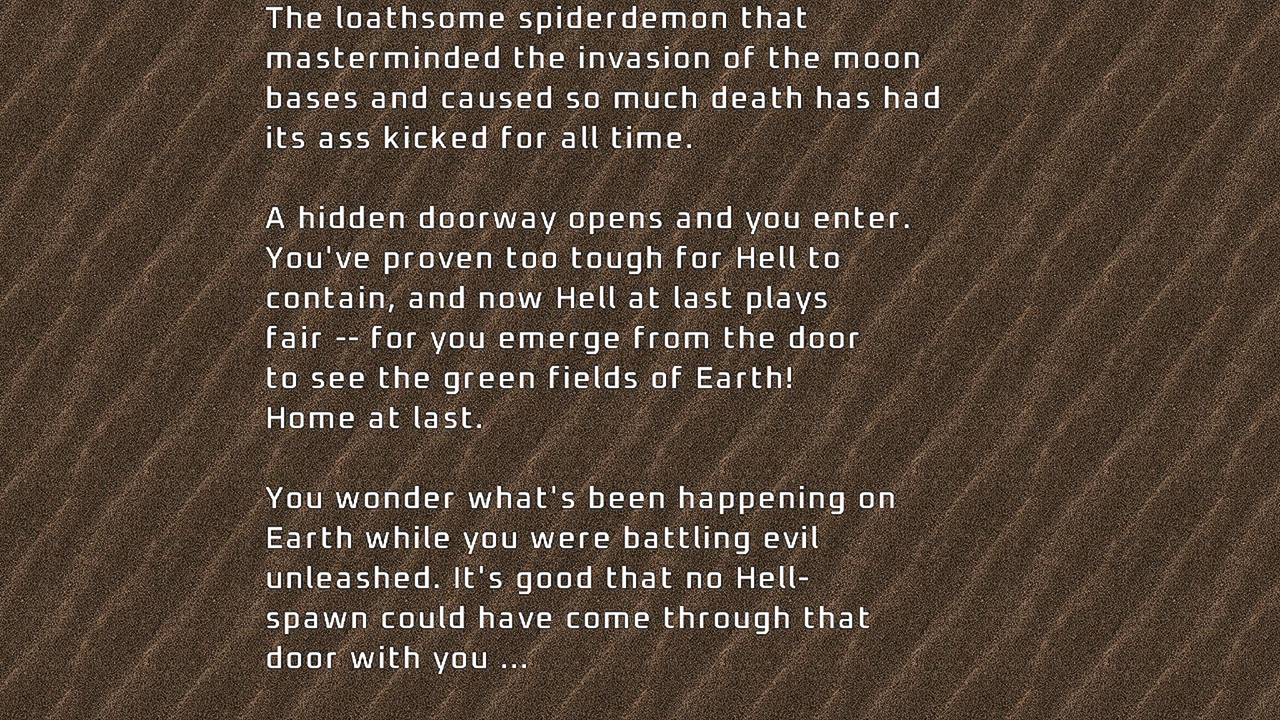 The loathsome spiderdemon that
masterminded the invasion of the moon
bases and caused so much death has had
its ass kicked for all time.
A hidden doorway opens and you enter.
You've proven too tough for Hell to
contain, and now Hell at last plays
fair -- for you emerge from the door
to see the green fields of Earth!
Home at last.
You wonder what's been happening on
Earth while you were battling evil
unleashed. It's good that no Hell-
spawn could have come through that
door with you ...